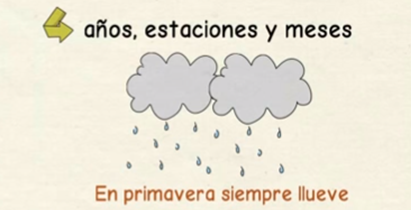 años, estaciones y meses
En primavera siempre llueve